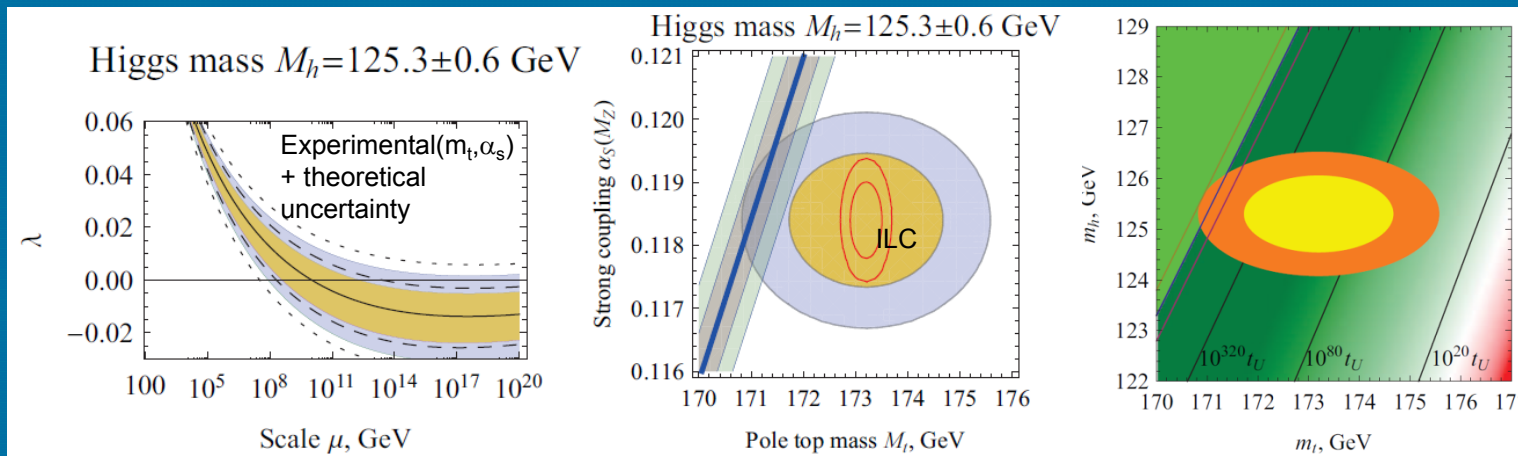 Higgs mass M_h=125.3±0.6 GeV
0.06
0.04
0.02
0.00
−0.02
λ
Experimental(m_t,α_s)
+ theoretical
uncertainty
100 10^5 10^8 10^11 10^14 10^17 10^20
Scale μ, GeV
Higgs mass M_h=125.3±0.6 GeV
0.121
0.120
0.119
0.118
0.117
0.116
Strong coupling α_S(M_Z)
ILC
170 171 172 173 174 175 176
Pole top mass M_t, GeV
129
128
127
126
125
124
123
122
m_h, GeV
10^320 t_U 10^80 t_U 10^20 t_U
170 171 172 173 174 175 176 17
m_t, GeV